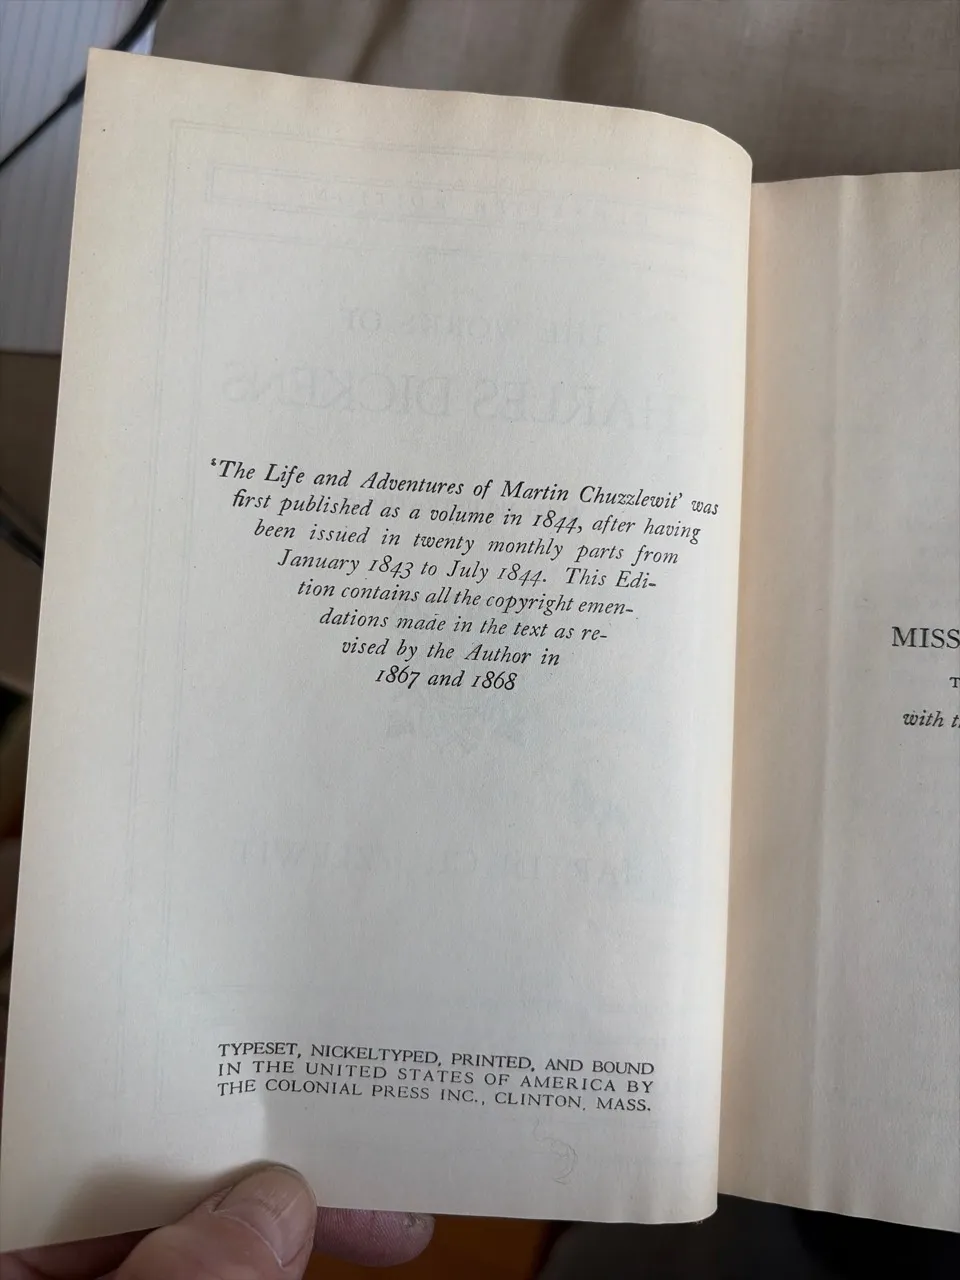 ‘The Life and Adventures of Martin Chuzzlewit’ was
first published as a volume in 1844, after having
been issued in twenty monthly parts from
January 1843 to July 1844. This Edi-
tion contains all the copyright emen-
dations made in the text as re-
vised by the Author in
1867 and 1868
TYPESET, NICKELTYPED, PRINTED, AND BOUND
IN THE UNITED STATES OF AMERICA BY
THE COLONIAL PRESS INC., CLINTON, MASS.
MISS
with